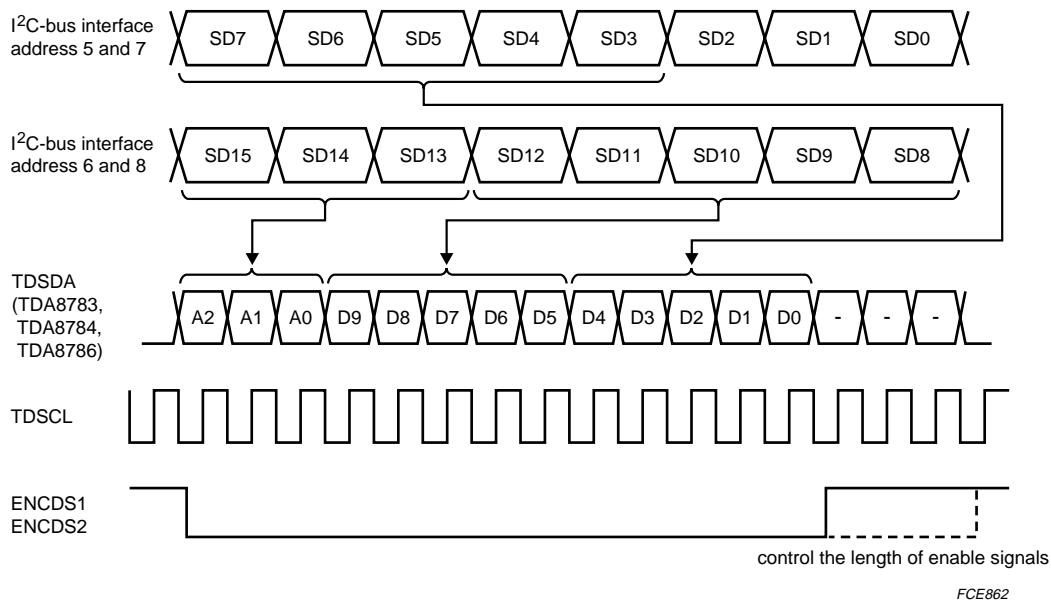 I2C-bus interface
address 5 and 7
SD7 SD6 SD5 SD4 SD3 SD2 SD1 SD0
I2C-bus interface
address 6 and 8
SD15 SD14 SD13 SD12 SD11 SD10 SD9 SD8
TDSDA
(TDA8783,
TDA8784,
TDA8786)
A2 A1 A0 D9 D8 D7 D6 D5 D4 D3 D2 D1 D0 - - -
TDSCL
ENCDS1
ENCDS2
control the length of enable signals
FCE862